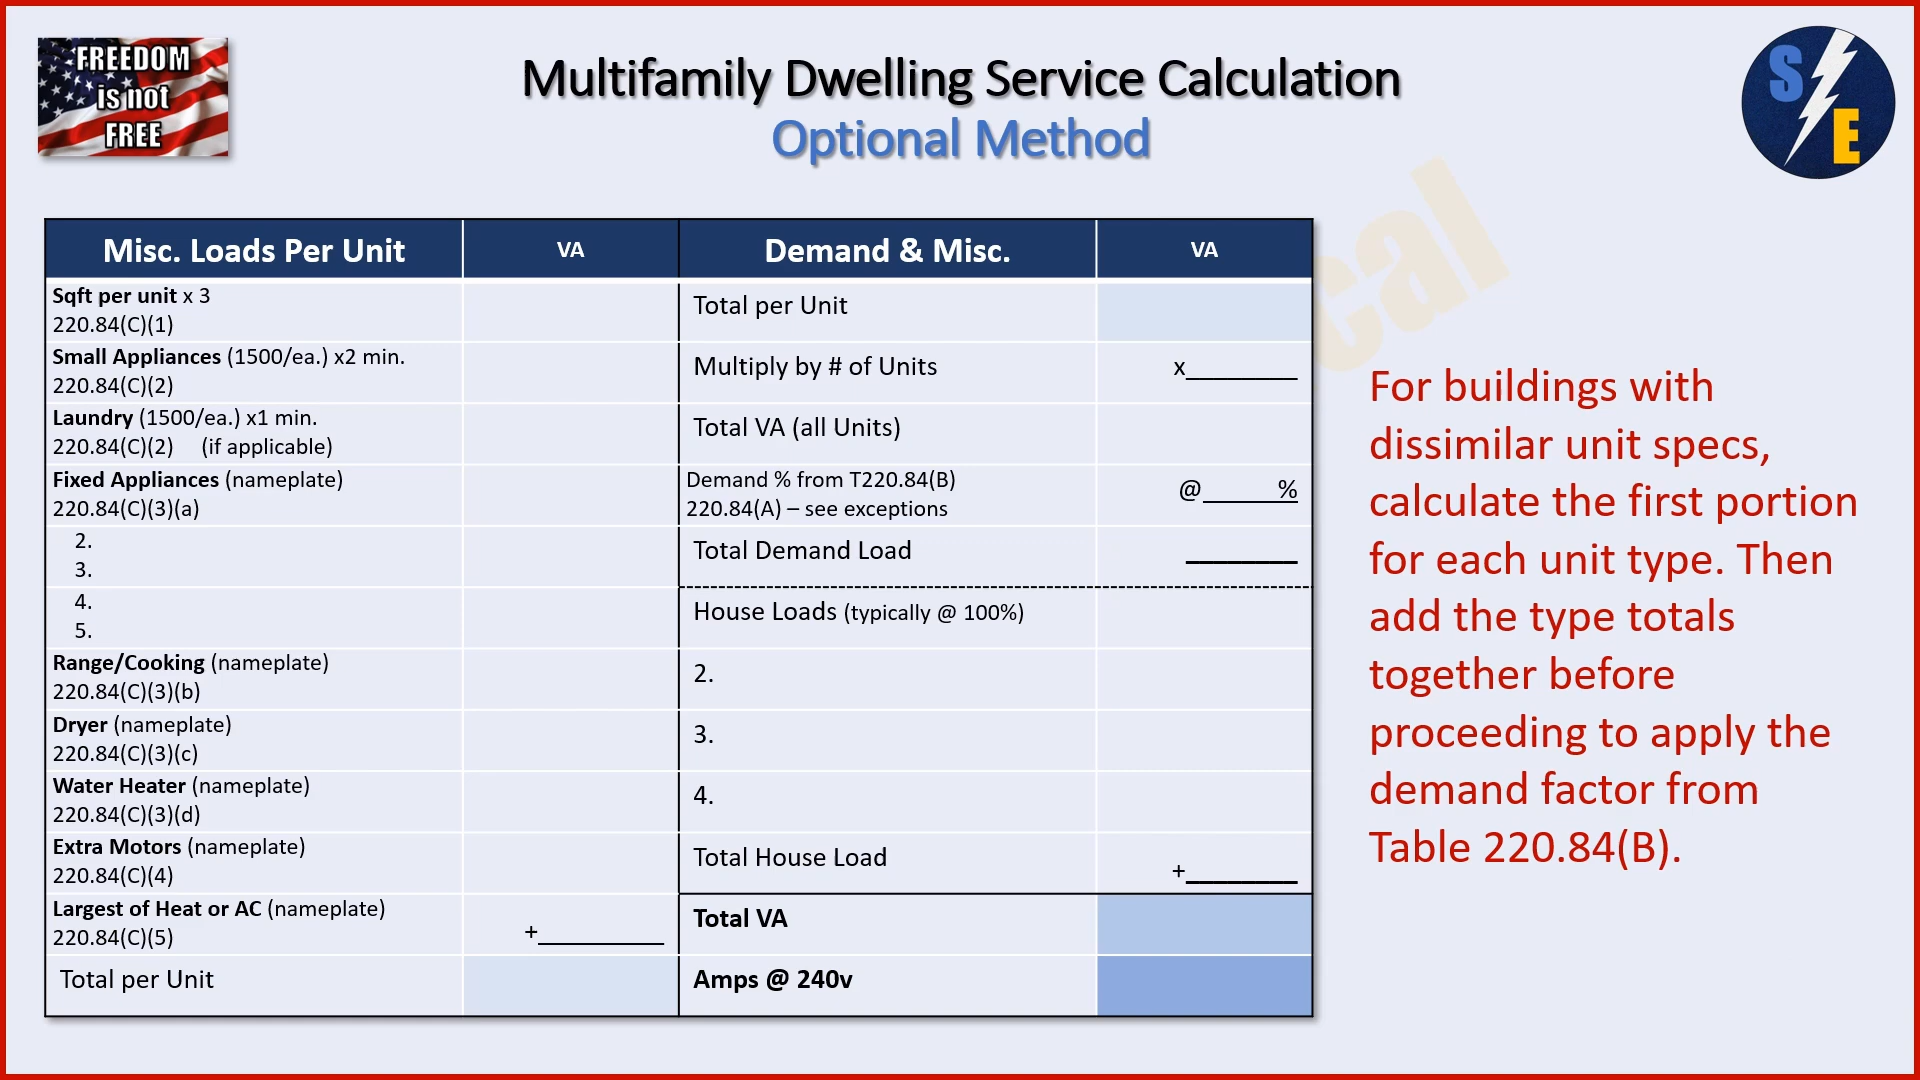 FREEDOM
is not
FREE
Multifamily Dwelling Service Calculation
Optional Method
S
E
cal
Misc. Loads Per Unit
VA
Demand & Misc.
VA
Sqft per unit x 3
220.84(C)(1)
Total per Unit
Small Appliances (1500/ea.) x2 min.
220.84(C)(2)
Multiply by # of Units
x_________
Laundry (1500/ea.) x1 min.
220.84(C)(2) (if applicable)
Total VA (all Units)
Fixed Appliances (nameplate)
220.84(C)(3)(a)
Demand % from T220.84(B)
220.84(A) – see exceptions
@______%
2.
3.
Total Demand Load
_________
4.
5.
House Loads (typically @ 100%)
Range/Cooking (nameplate)
220.84(C)(3)(b)
2.
Dryer (nameplate)
220.84(C)(3)(c)
3.
Water Heater (nameplate)
220.84(C)(3)(d)
4.
Extra Motors (nameplate)
220.84(C)(4)
Total House Load
+_________
Largest of Heat or AC (nameplate)
220.84(C)(5)
+__________
Total VA
Total per Unit
Amps @ 240v
For buildings with
dissimilar unit specs,
calculate the first portion
for each unit type. Then
add the type totals
together before
proceeding to apply the
demand factor from
Table 220.84(B).